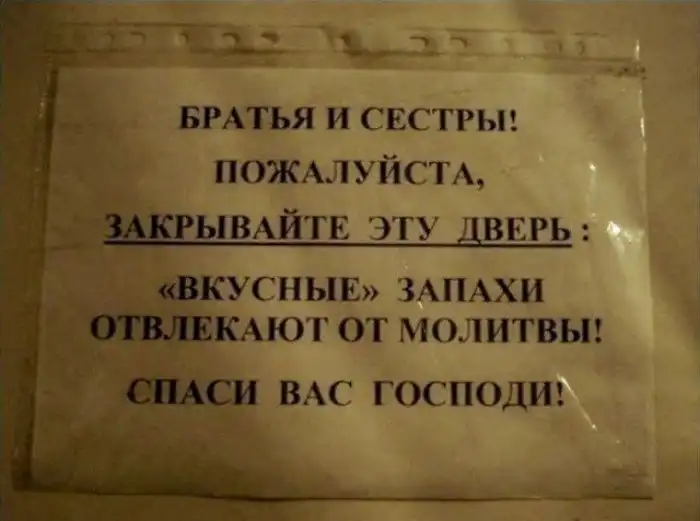 БРАТЬЯ И СЕСТРЫ!
ПОЖАЛУЙСТА,
ЗАКРЫВАЙТЕ ЭТУ ДВЕРЬ :
«ВКУСНЫЕ» ЗАПАХИ
ОТВЛЕКАЮТ ОТ МОЛИТВЫ!
СПАСИ ВАС ГОСПОДИ!